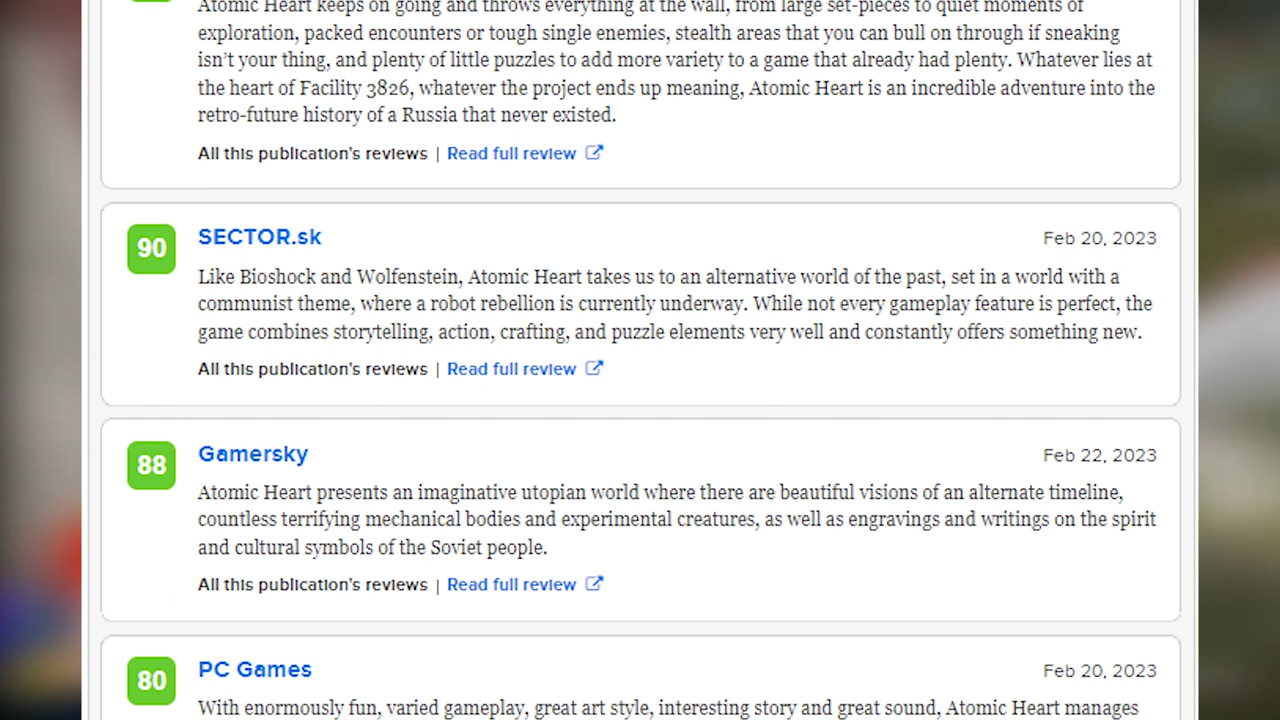 Atomic Heart keeps on going and throws everything at the wall, from large set-pieces to quiet moments of
exploration, packed encounters or tough single enemies, stealth areas that you can bull on through if sneaking
isn't your thing, and plenty of little puzzles to add more variety to a game that already had plenty. Whatever lies at
the heart of Facility 3826, whatever the project ends up meaning, Atomic Heart is an incredible adventure into the
retro-future history of a Russia that never existed.
All this publication's reviews | Read full review
90 SECTOR.sk Feb 20, 2023
Like Bioshock and Wolfenstein, Atomic Heart takes us to an alternative world of the past, set in a world with a
communist theme, where a robot rebellion is currently underway. While not every gameplay feature is perfect, the
game combines storytelling, action, crafting, and puzzle elements very well and constantly offers something new.
All this publication's reviews | Read full review
88 Gamersky Feb 22, 2023
Atomic Heart presents an imaginative utopian world where there are beautiful visions of an alternate timeline,
countless terrifying mechanical bodies and experimental creatures, as well as engravings and writings on the spirit
and cultural symbols of the Soviet people.
All this publication's reviews | Read full review
80 PC Games Feb 20, 2023
With enormously fun, varied gameplay, great art style, interesting story and great sound, Atomic Heart manages